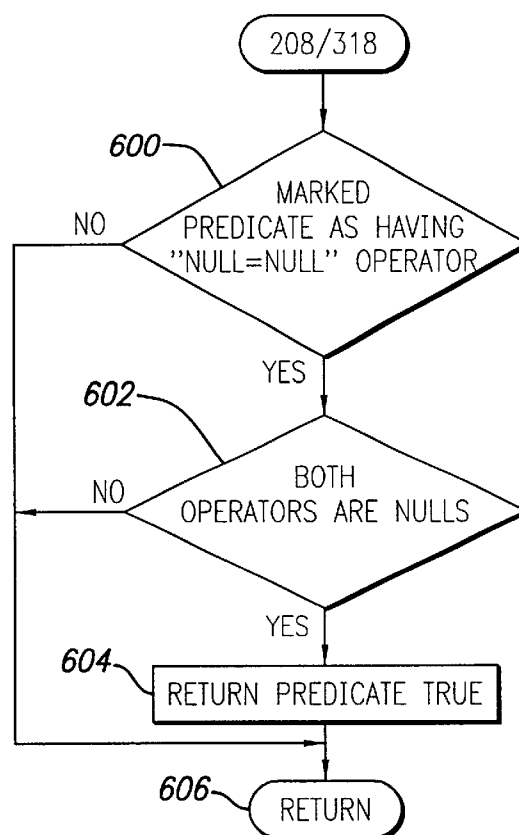 208/318
600
MARKED
PREDICATE AS HAVING
"NULL=NULL" OPERATOR
NO
YES
602
BOTH
OPERATORS ARE NULLS
NO
YES
604
RETURN PREDICATE TRUE
606
RETURN